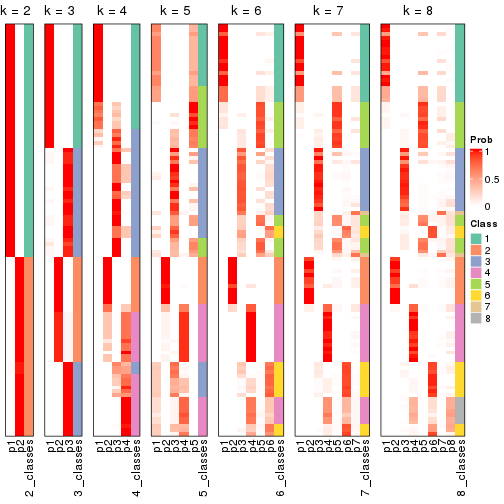 k = 2
k = 3
k = 4
k = 5
k = 6
k = 7
k = 8
p1
p2
2_classes
p1
p2
p3
3_classes
p1
p2
p3
p4
4_classes
p1
p2
p3
p4
p5
5_classes
p1
p2
p3
p4
p5
p6
6_classes
p1
p2
p3
p4
p5
p6
p7
7_classes
p1
p2
p3
p4
p5
p6
p7
p8
8_classes
Prob
1
0.5
0
Class
1
2
3
4
5
6
7
8